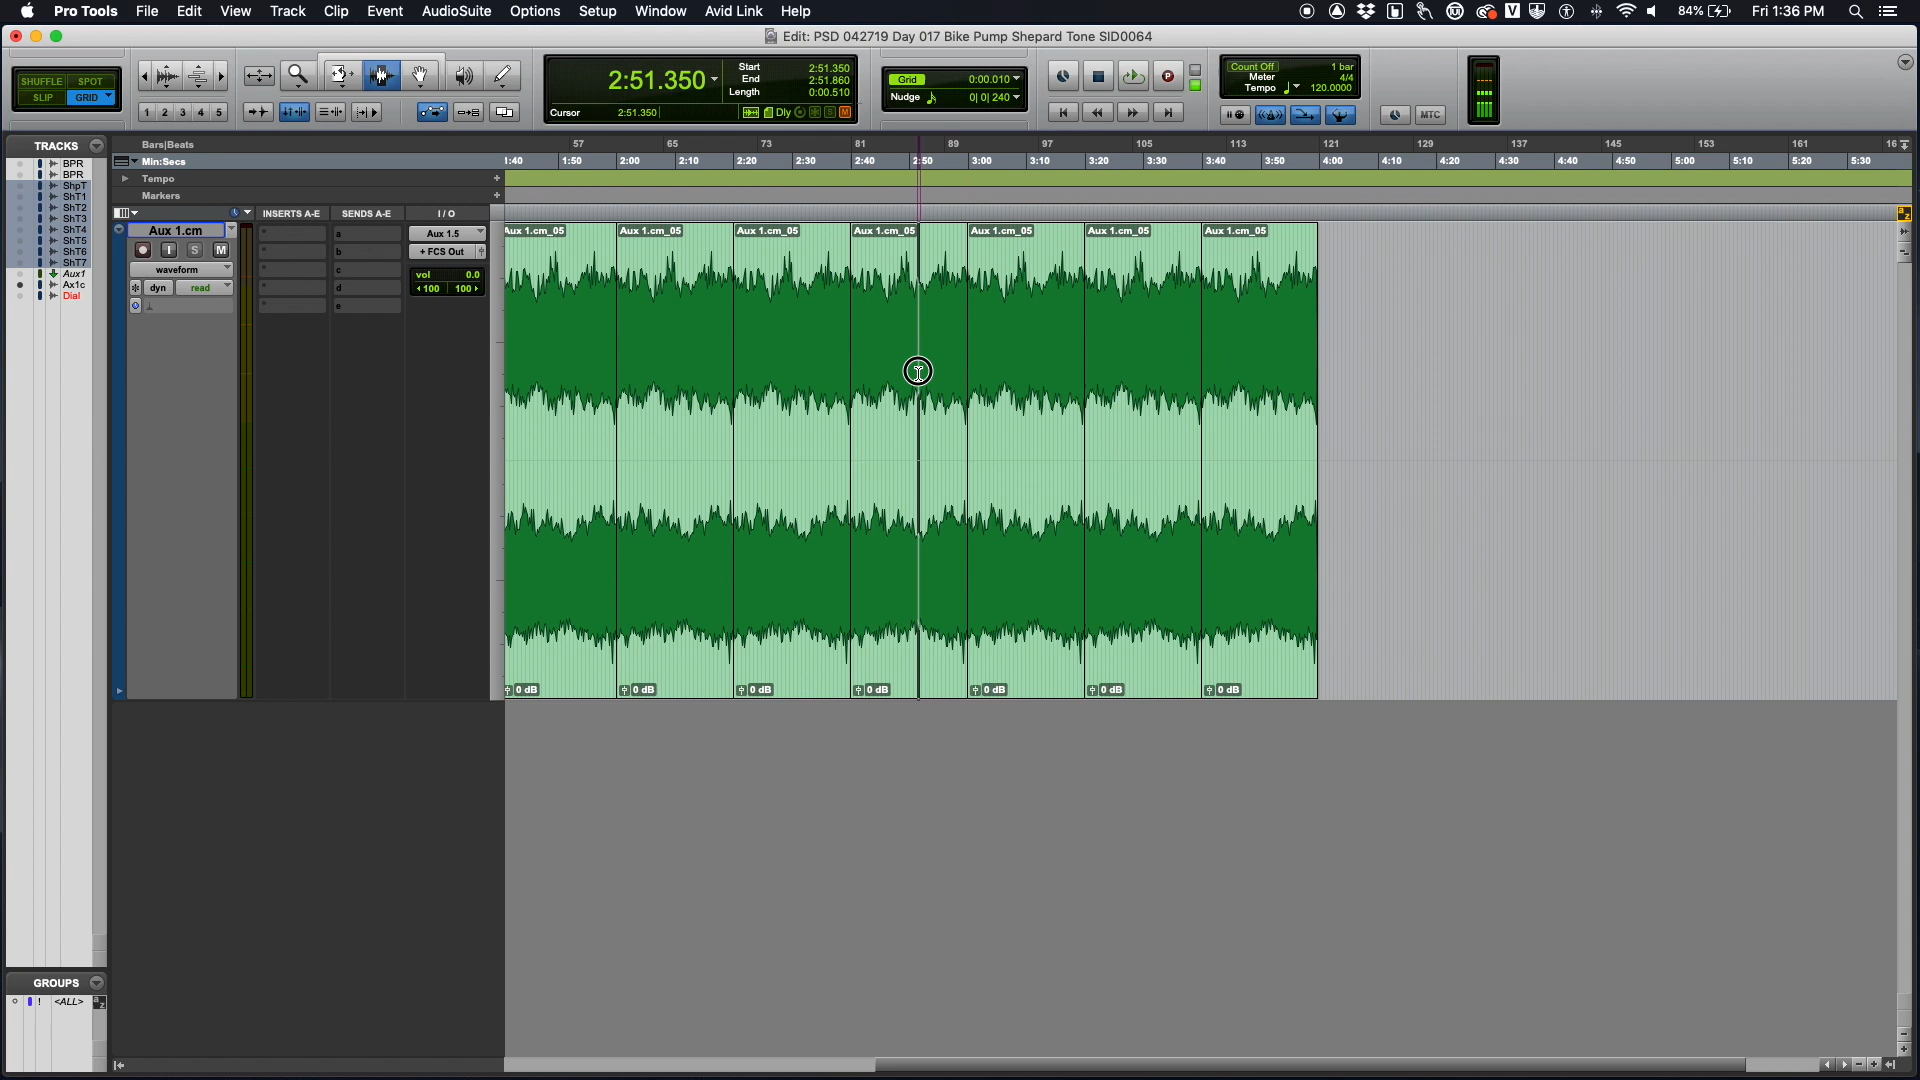 Pro Tools File Edit View Track Clip Event AudioSuite Options Setup Window Avid Link Help 84% Fri 1:36 PM
Edit: PSD 042719 Day 017 Bike Pump Shepard Tone SID0064
SHUFFLE SPOT
SLIP GRID
1 2 3 4 5
2:51.350
Start 2:51.350
End 2:51.860
Length 0:00.510
Cursor 2:51.350
Dly S M
Grid 0:00.010
Nudge 0| 0| 240
Count Off 1 bar
Meter 4/4
Tempo 120.0000
MTC
TRACKS
BPR
BPR
ShpT
ShT1
ShT2
ShT3
ShT4
ShT5
ShT6
ShT7
Aux1
Ax1c
Dial
Bars|Beats 57 65 73 81 89 97 105 113 121 129 137 145 153 161 16
Min:Secs 1:40 1:50 2:00 2:10 2:20 2:30 2:40 2:50 3:00 3:10 3:20 3:30 3:40 3:50 4:00 4:10 4:20 4:30 4:40 4:50 5:00 5:10 5:20 5:30
Tempo +
Markers +
INSERTS A-E SENDS A-E I / O
Aux 1.cm
I S M
waveform
dyn read
a
b
c
d
e
Aux 1.5
+ FCS Out
vol 0.0
100 100
Aux 1.cm_05 Aux 1.cm_05 Aux 1.cm_05 Aux 1.cm_05 Aux 1.cm_05 Aux 1.cm_05 Aux 1.cm_05
0 dB 0 dB 0 dB 0 dB 0 dB 0 dB 0 dB
GROUPS
! <ALL>
a z